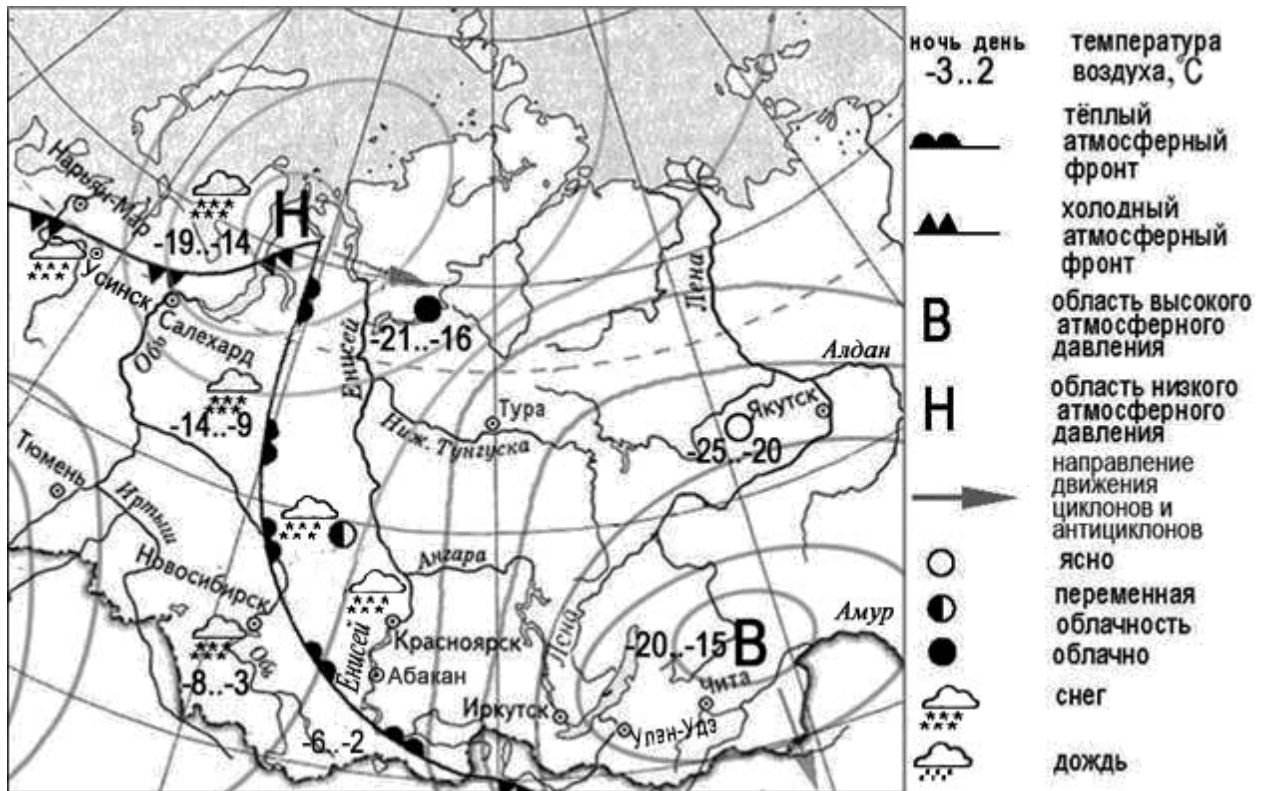 Нарьян-Мар
-19..-14
Н
Усинск
Салехард
Обь
-21..-16
Енисей
Лена
Алдан
-14..-9
Тура
Ниж. Тунгуска
Якутск
-25..-20
Тюмень
Иртыш
Новосибирск
Ангара
Обь
-8..-3
-6..-2
Енисей
Красноярск
Абакан
Лена
Иркутск
Улан-Удэ
-20..-15
В
Чита
Амур
ночь день
-3..2
температура
воздуха, °С
тёплый
атмосферный
фронт
холодный
атмосферный
фронт
В
область высокого
атмосферного
давления
Н
область низкого
атмосферного
давления
направление
движения
циклонов и
антициклонов
ясно
переменная
облачность
облачно
снег
дождь